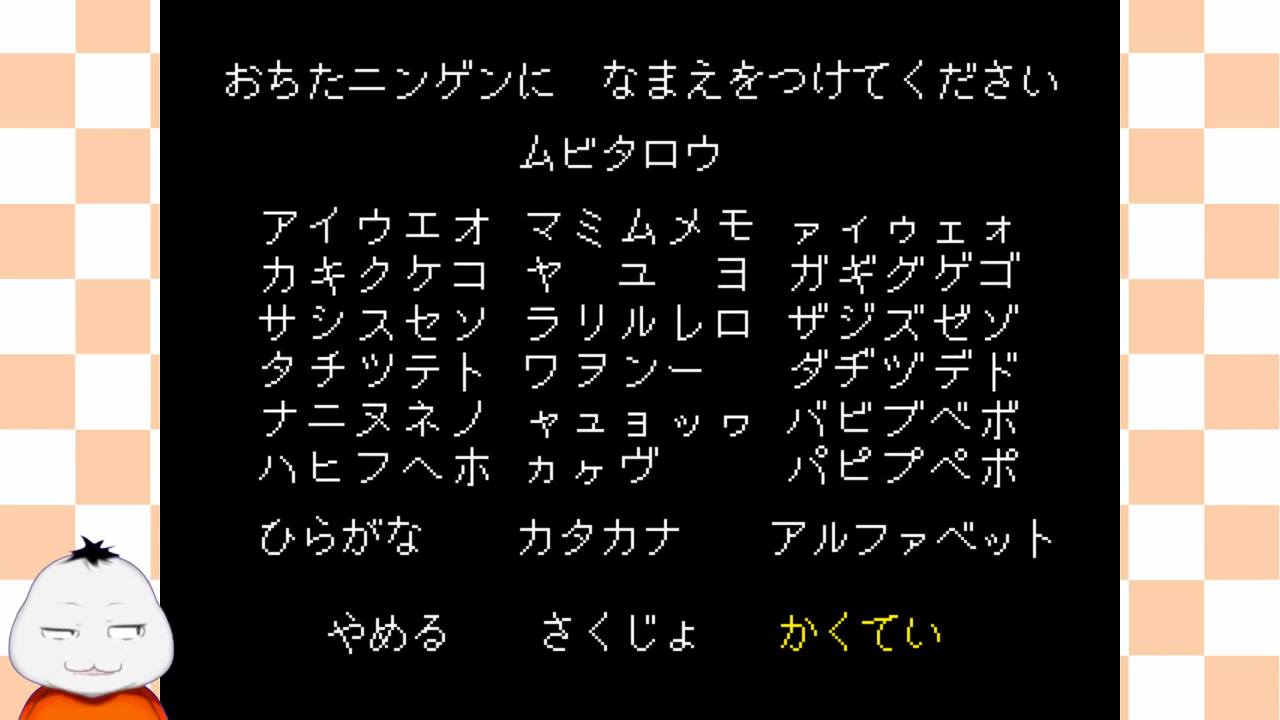 おちたニンゲンに　なまえをつけてください
ムビタロウ
アイウエオ マミムメモ ァィゥェォ
カキクケコ ヤ　ユ　ヨ ガギグゲゴ
サシスセソ ラリルレロ ザジズゼゾ
タチツテト ワヲンー ダヂヅデド
ナニヌネノ ャュョッヮ バビブベボ
ハヒフヘホ ヵヶヴ パピプペポ
ひらがな カタカナ アルファベット
やめる さくじょ かくてい